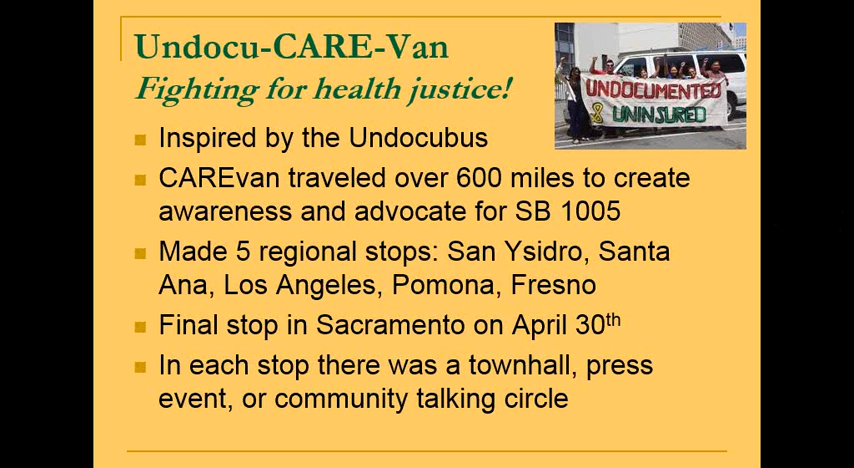 Undocu-CARE-Van
Fighting for health justice!
UNDOCUMENTED
& UNINSURED
Inspired by the Undocubus
CAREvan traveled over 600 miles to create
awareness and advocate for SB 1005
Made 5 regional stops: San Ysidro, Santa
Ana, Los Angeles, Pomona, Fresno
Final stop in Sacramento on April 30th
In each stop there was a townhall, press
event, or community talking circle